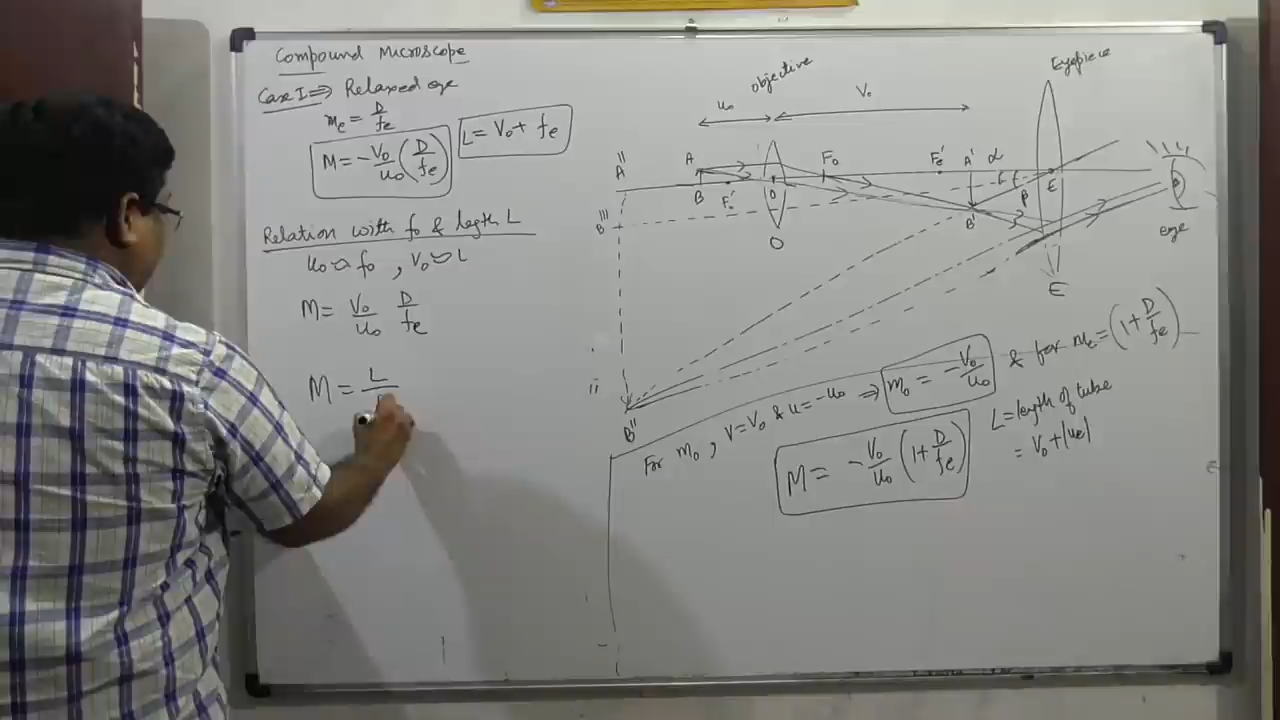 Compound Microscope
Case I ⇒ Relaxed eye
me = D/fe
M = -Vo/uo (D/fe)
L = Vo + fe
Relation with fo & legth L
uo ≃ fo , Vo ≃ L
M = Vo/uo D/fe
M = L
objective
Eyepiece
uo
Vo
A"
A
Fo
Fe'
A'
α
B'''
B
Fo'
O
B'
β
E
eye
O
E
ii
B"
For mo , V = Vo & u = -uo ⇒ mo = -Vo/uo & for me = (1 + D/fe)
M = -Vo/uo (1 + D/fe)
L = length of tube
= Vo + |ue|